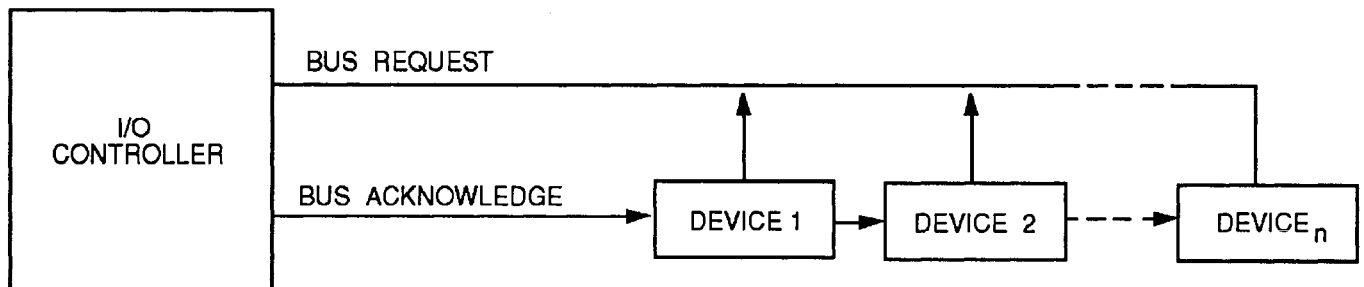 BUS REQUEST
I/O
CONTROLLER
BUS ACKNOWLEDGE
DEVICE 1
DEVICE 2
DEVICEn